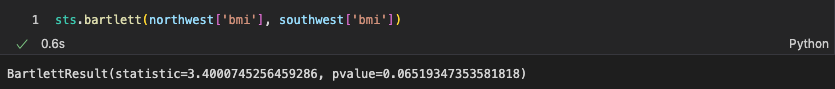 1 sts.bartlett(northwest['bmi'], southwest['bmi'])
✓ 0.6s Python
BartlettResult(statistic=3.4000745256459286, pvalue=0.06519347353581818)